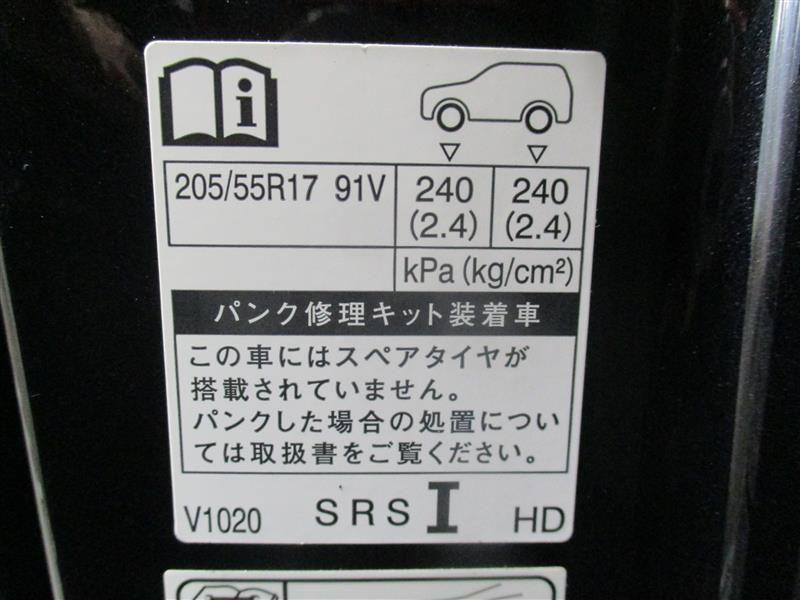 205/55R17 91V 240 240
(2.4) (2.4)
kPa (kg/cm²)
パンク修理キット装着車
この車にはスペアタイヤが
搭載されていません。
パンクした場合の処置につい
ては取扱書をご覧ください。
V1020 SRS I HD